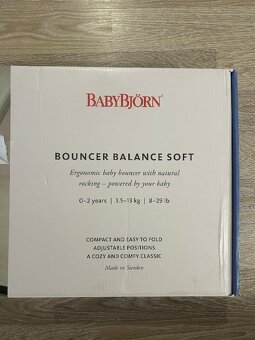 BABYBJÖRN
BOUNCER BALANCE SOFT
Ergonomic baby bouncer with natural
rocking – powered by your baby
0–2 years | 3.5–13 kg | 8–29 lb
COMPACT AND EASY TO FOLD
ADJUSTABLE POSITIONS
A COZY AND COMFY CLASSIC
Made in Sweden